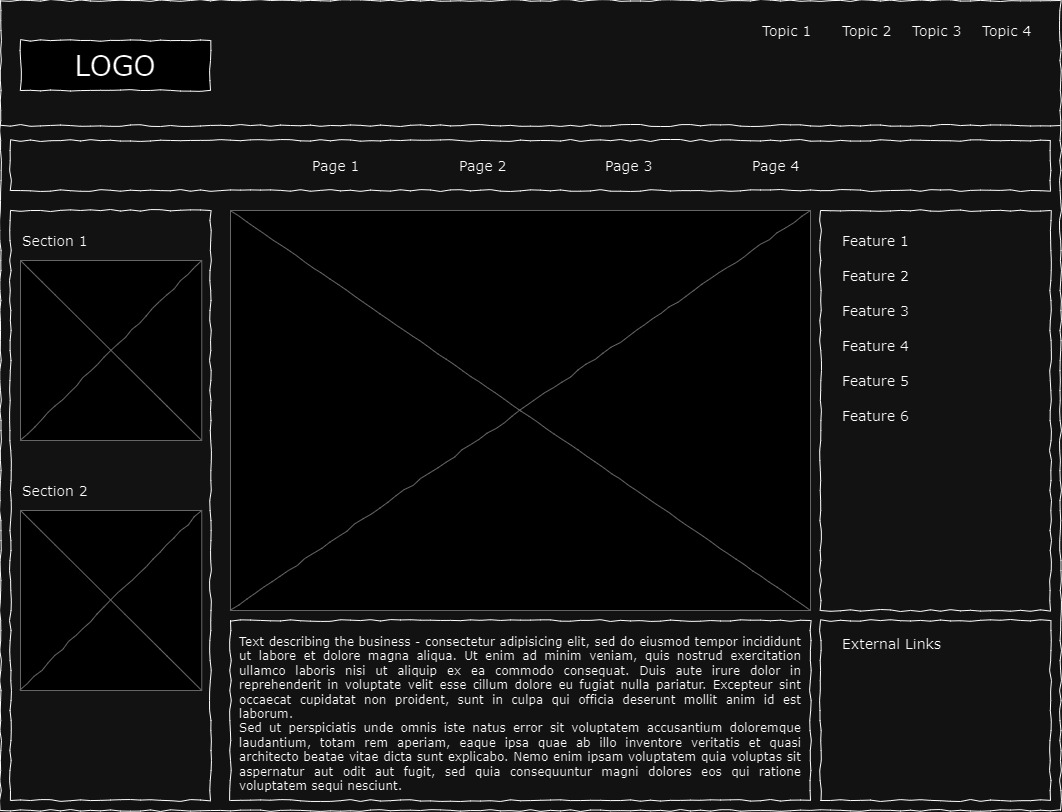 Topic 1 Topic 2 Topic 3 Topic 4
LOGO
Page 1 Page 2 Page 3 Page 4
Section 1
Section 2
Text describing the business - consectetur adipisicing elit, sed do eiusmod tempor incididunt
ut labore et dolore magna aliqua. Ut enim ad minim veniam, quis nostrud exercitation
ullamco laboris nisi ut aliquip ex ea commodo consequat. Duis aute irure dolor in
reprehenderit in voluptate velit esse cillum dolore eu fugiat nulla pariatur. Excepteur sint
occaecat cupidatat non proident, sunt in culpa qui officia deserunt mollit anim id est
laborum.
Sed ut perspiciatis unde omnis iste natus error sit voluptatem accusantium doloremque
laudantium, totam rem aperiam, eaque ipsa quae ab illo inventore veritatis et quasi
architecto beatae vitae dicta sunt explicabo. Nemo enim ipsam voluptatem quia voluptas sit
aspernatur aut odit aut fugit, sed quia consequuntur magni dolores eos qui ratione
voluptatem sequi nesciunt.
Feature 1
Feature 2
Feature 3
Feature 4
Feature 5
Feature 6
External Links